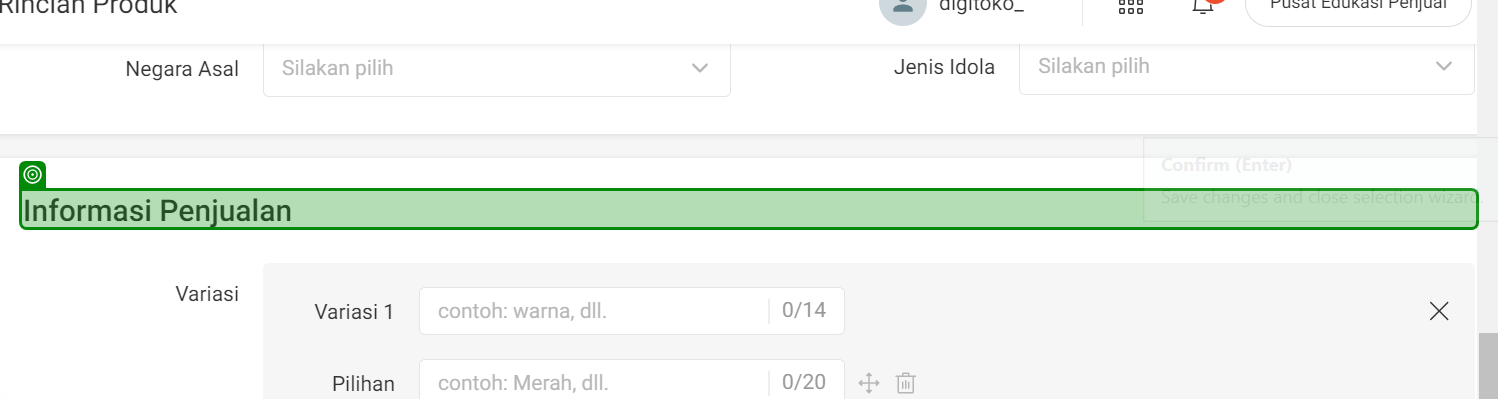 Rincian Produk
digitoko_
Pusat Edukasi Penjual
Negara Asal
Silakan pilih
Jenis Idola
Silakan pilih
Confirm (Enter)
Save changes and close selection wizard.
Informasi Penjualan
Variasi
Variasi 1
contoh: warna, dll.
0/14
Pilihan
contoh: Merah, dll.
0/20